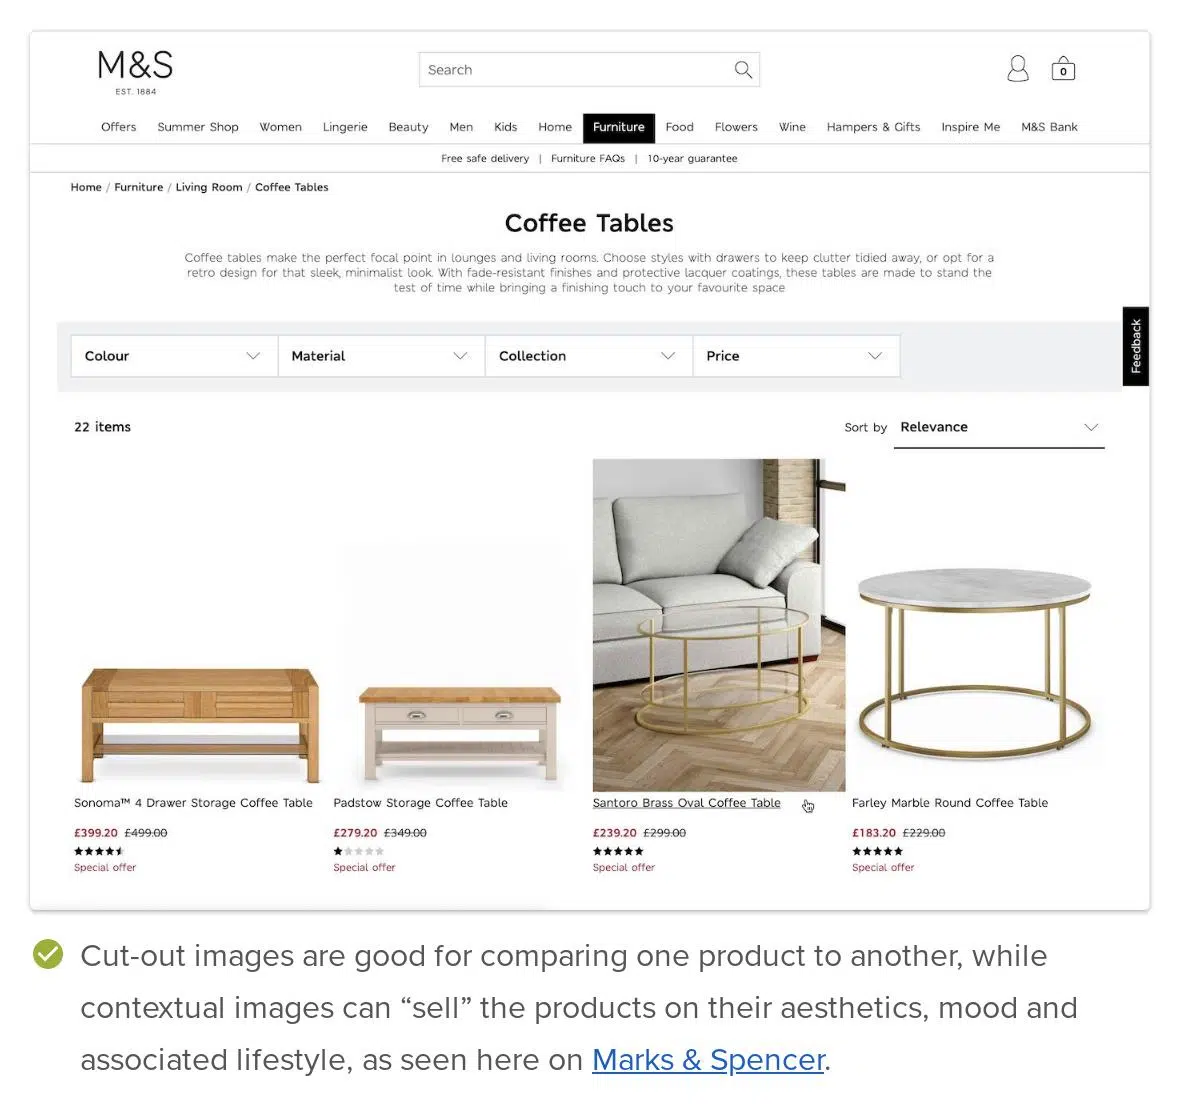 M&S
EST. 1884
Search
0
Offers Summer Shop Women Lingerie Beauty Men Kids Home Furniture Food Flowers Wine Hampers & Gifts Inspire Me M&S Bank
Free safe delivery | Furniture FAQs | 10-year guarantee
Home / Furniture / Living Room / Coffee Tables
Coffee Tables
Coffee tables make the perfect focal point in lounges and living rooms. Choose styles with drawers to keep clutter tidied away, or opt for a
retro design for that sleek, minimalist look. With fade-resistant finishes and protective lacquer coatings, these tables are made to stand the
test of time while bringing a finishing touch to your favourite space
Feedback
Colour Material Collection Price
22 items
Sort by Relevance
Sonoma™ 4 Drawer Storage Coffee Table
£399.20 £499.00
Special offer
Padstow Storage Coffee Table
£279.20 £349.00
Special offer
Santoro Brass Oval Coffee Table
£239.20 £299.00
Special offer
Farley Marble Round Coffee Table
£183.20 £229.00
Special offer
Cut-out images are good for comparing one product to another, while
contextual images can “sell” the products on their aesthetics, mood and
associated lifestyle, as seen here on Marks & Spencer.